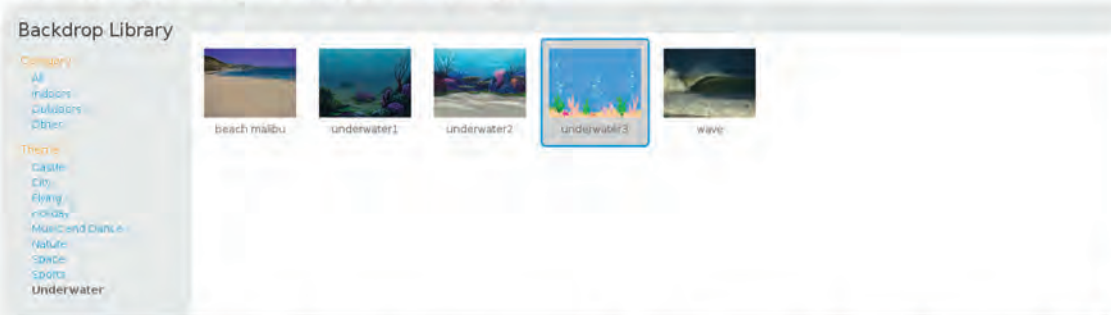 Backdrop Library
Category
All
Indoors
Outdoors
Other
Theme
Castle
City
Flying
Holiday
Music and Dance
Nature
Space
Sports
Underwater
beach malibu
underwater1
underwater2
underwater3
wave